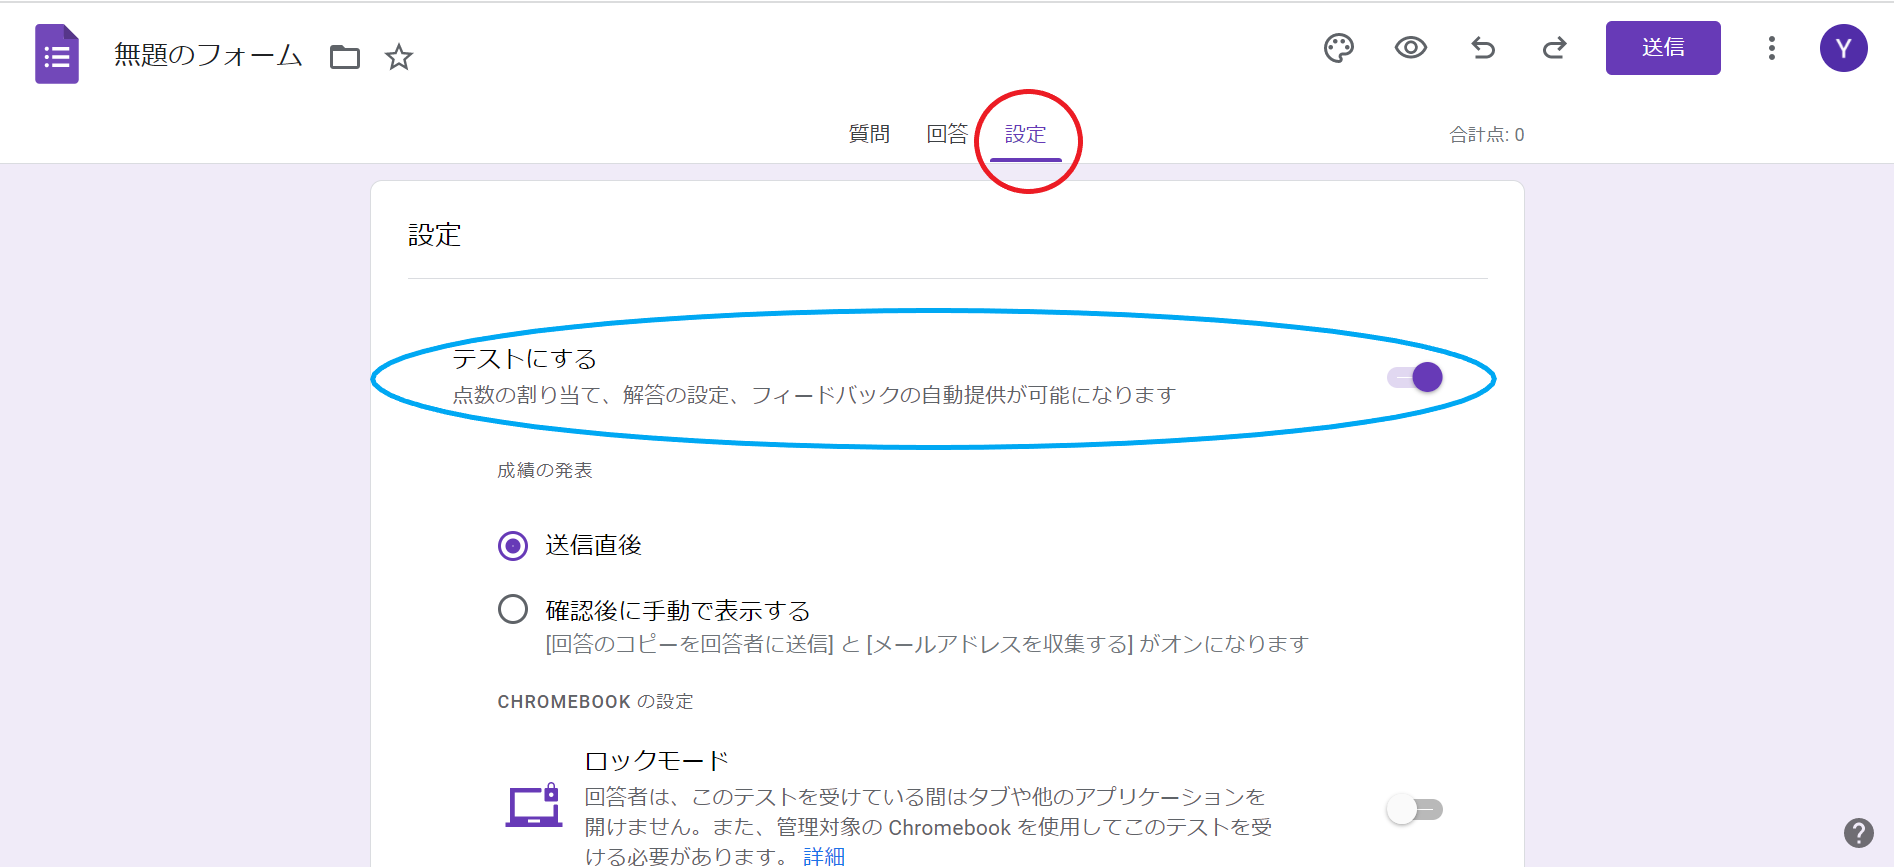 無題のフォーム
送信
Y
質問 回答 設定
合計点: 0
設定
テストにする
点数の割り当て、解答の設定、フィードバックの自動提供が可能になります
成績の発表
送信直後
確認後に手動で表示する
[回答のコピーを回答者に送信] と [メールアドレスを収集する] がオンになります
CHROMEBOOK の設定
ロックモード
回答者は、このテストを受けている間はタブや他のアプリケーションを
開けません。また、管理対象の Chromebook を使用してこのテストを受
ける必要があります。 詳細